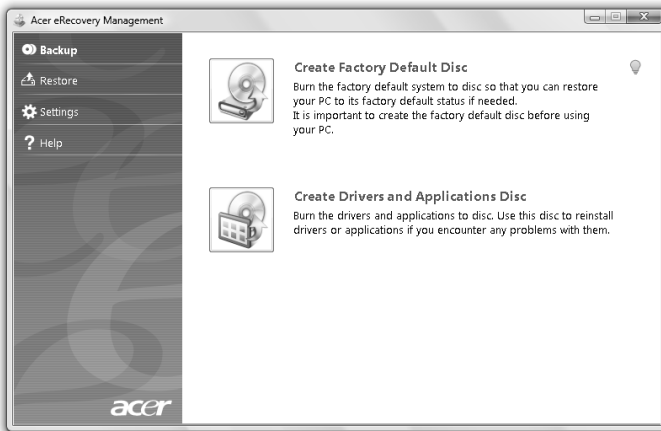 Acer eRecovery Management
Backup
Restore
Settings
? Help
Create Factory Default Disc
Burn the factory default system to disc so that you can restore
your PC to its factory default status if needed.
It is important to create the factory default disc before using
your PC.
Create Drivers and Applications Disc
Burn the drivers and applications to disc. Use this disc to reinstall
drivers or applications if you encounter any problems with them.
acer